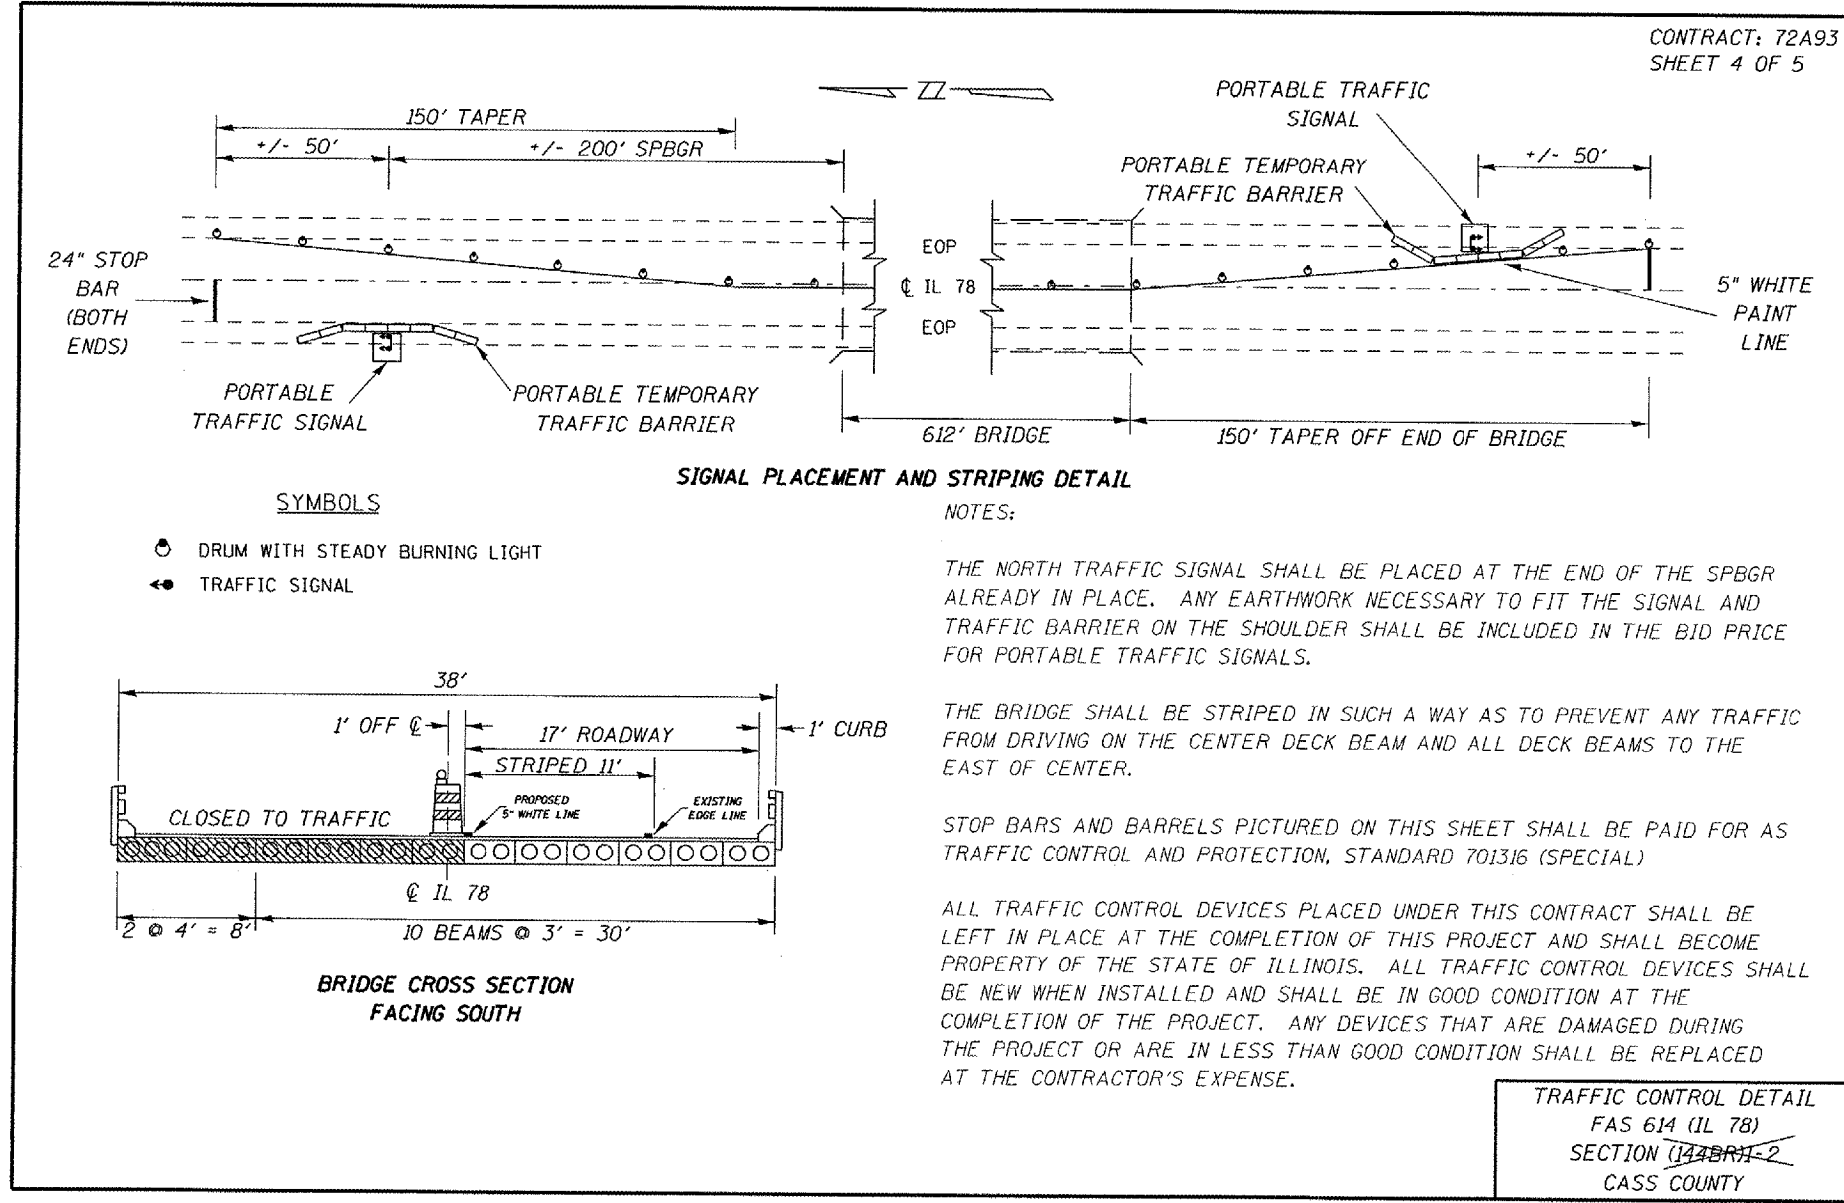 CONTRACT: 72A93
SHEET 4 OF 5
PORTABLE TRAFFIC
SIGNAL
150' TAPER
+/- 50'
+/- 200' SPBGR
PORTABLE TEMPORARY
TRAFFIC BARRIER
+/- 50'
24" STOP
BAR
(BOTH
ENDS)
EOP
℄ IL 78
EOP
5" WHITE
PAINT
LINE
PORTABLE
TRAFFIC SIGNAL
PORTABLE TEMPORARY
TRAFFIC BARRIER
612' BRIDGE
150' TAPER OFF END OF BRIDGE
SIGNAL PLACEMENT AND STRIPING DETAIL
SYMBOLS
DRUM WITH STEADY BURNING LIGHT
TRAFFIC SIGNAL
38'
1' OFF ℄
17' ROADWAY
1' CURB
STRIPED 11'
CLOSED TO TRAFFIC
PROPOSED
5" WHITE LINE
EXISTING
EDGE LINE
℄ IL 78
2 @ 4' = 8'
10 BEAMS @ 3' = 30'
BRIDGE CROSS SECTION
FACING SOUTH
NOTES:
THE NORTH TRAFFIC SIGNAL SHALL BE PLACED AT THE END OF THE SPBGR
ALREADY IN PLACE. ANY EARTHWORK NECESSARY TO FIT THE SIGNAL AND
TRAFFIC BARRIER ON THE SHOULDER SHALL BE INCLUDED IN THE BID PRICE
FOR PORTABLE TRAFFIC SIGNALS.
THE BRIDGE SHALL BE STRIPED IN SUCH A WAY AS TO PREVENT ANY TRAFFIC
FROM DRIVING ON THE CENTER DECK BEAM AND ALL DECK BEAMS TO THE
EAST OF CENTER.
STOP BARS AND BARRELS PICTURED ON THIS SHEET SHALL BE PAID FOR AS
TRAFFIC CONTROL AND PROTECTION, STANDARD 701316 (SPECIAL)
ALL TRAFFIC CONTROL DEVICES PLACED UNDER THIS CONTRACT SHALL BE
LEFT IN PLACE AT THE COMPLETION OF THIS PROJECT AND SHALL BECOME
PROPERTY OF THE STATE OF ILLINOIS. ALL TRAFFIC CONTROL DEVICES SHALL
BE NEW WHEN INSTALLED AND SHALL BE IN GOOD CONDITION AT THE
COMPLETION OF THE PROJECT. ANY DEVICES THAT ARE DAMAGED DURING
THE PROJECT OR ARE IN LESS THAN GOOD CONDITION SHALL BE REPLACED
AT THE CONTRACTOR'S EXPENSE.
TRAFFIC CONTROL DETAIL
FAS 614 (IL 78)
SECTION (144BR)I-2
CASS COUNTY